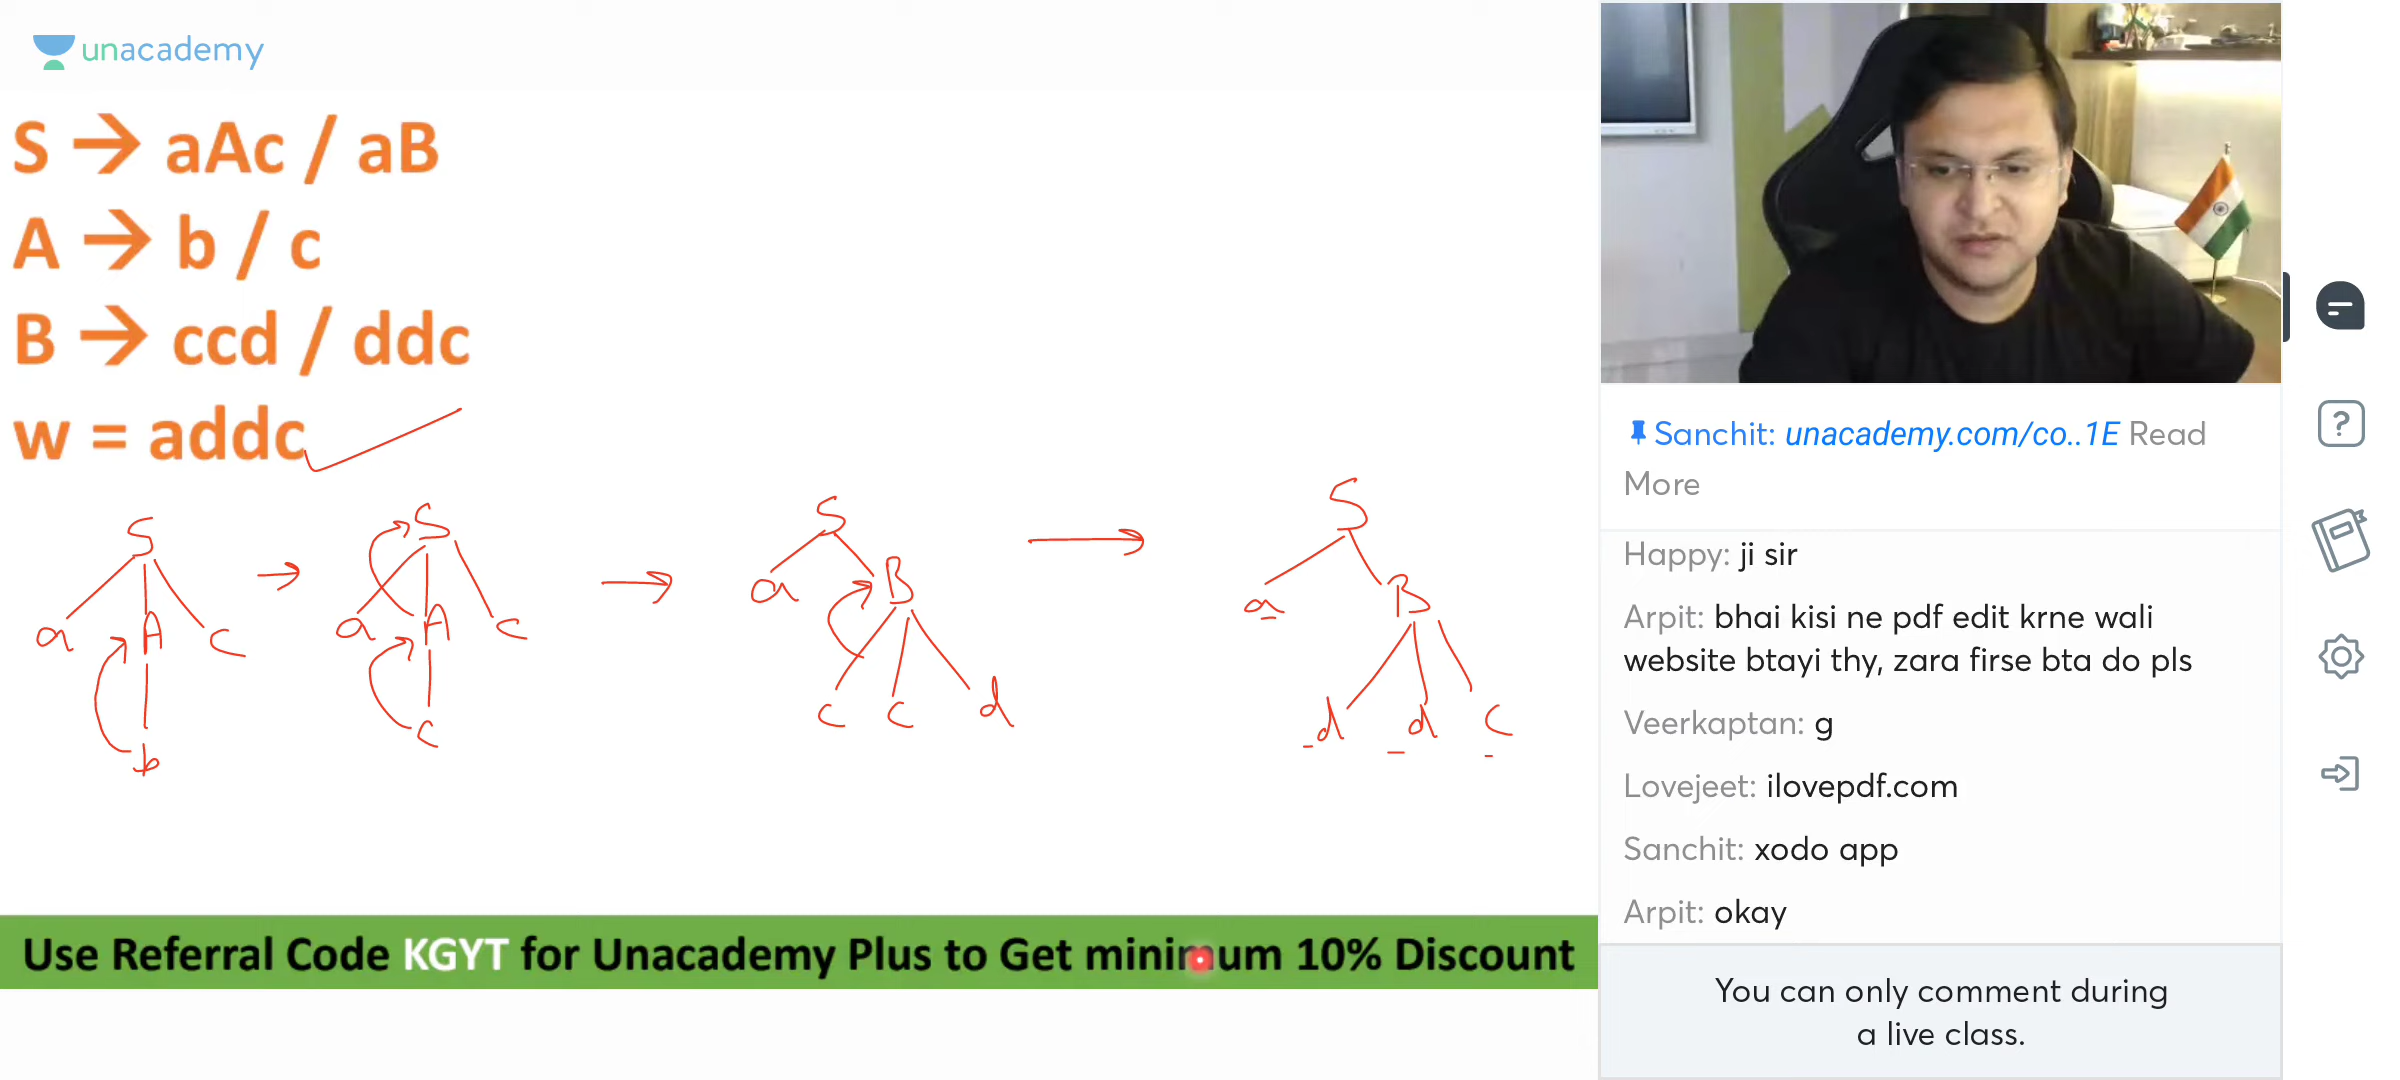 unacademy
S → aAc / aB
A → b / c
B → ccd / ddc
w = addc
S → S → S → S
a A c a A c a B a B
b c c c d d d c
Use Referral Code KGYT for Unacademy Plus to Get minimum 10% Discount
Sanchit: unacademy.com/co..1E Read
More
Happy: ji sir
Arpit: bhai kisi ne pdf edit krne wali
website btayi thy, zara firse bta do pls
Veerkaptan: g
Lovejeet: ilovepdf.com
Sanchit: xodo app
Arpit: okay
You can only comment during
a live class.
?